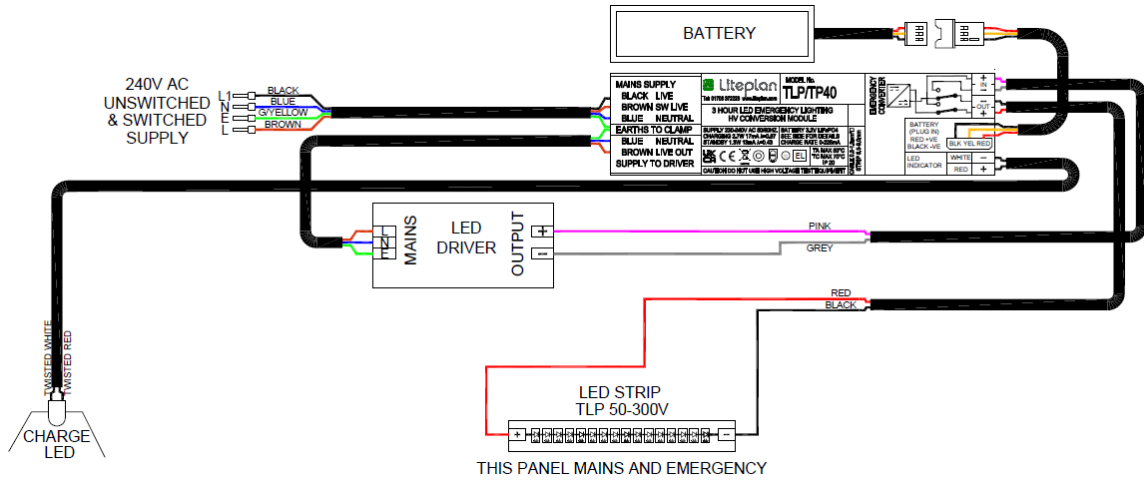 BATTERY
240V AC
UNSWITCHED
& SWITCHED
SUPPLY
L1 BLACK
N BLUE
E G/YELLOW
L BROWN
MAINS SUPPLY
BLACK LIVE
BROWN SW LIVE
BLUE NEUTRAL
EARTHS TO CLAMP
BLUE NEUTRAL
BROWN LIVE OUT
SUPPLY TO DRIVER
Liteplan
MODEL No.
TLP/TP40
3 HOUR LED EMERGENCY LIGHTING
HV CONVERSION MODULE
CAUTION DO NOT USE HIGH VOLTAGE TEST EQUIPMENT
EMERGENCY
CONVERTER
+
IN
−
−
OUT
+
BATTERY
(PLUG IN)
RED +VE
BLACK -VE
BLK YEL RED
LED
INDICATOR
WHITE −
RED +
L
N
E
MAINS
LED
DRIVER
OUTPUT
+
−
PINK
GREY
RED
BLACK
TWISTED WHITE
TWISTED RED
CHARGE
LED
LED STRIP
TLP 50-300V
+ −
THIS PANEL MAINS AND EMERGENCY